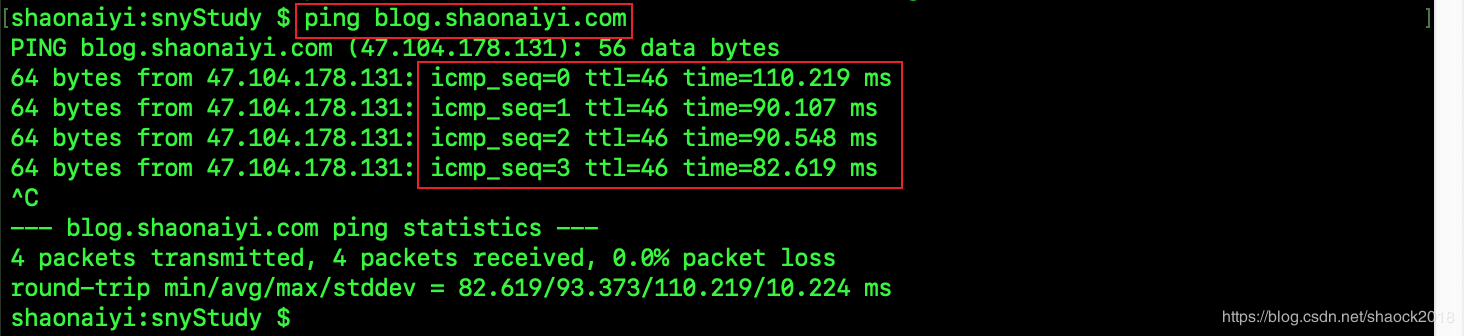 [shaonaiyi:snyStudy $ ping blog.shaonaiyi.com ]
PING blog.shaonaiyi.com (47.104.178.131): 56 data bytes
64 bytes from 47.104.178.131: icmp_seq=0 ttl=46 time=110.219 ms
64 bytes from 47.104.178.131: icmp_seq=1 ttl=46 time=90.107 ms
64 bytes from 47.104.178.131: icmp_seq=2 ttl=46 time=90.548 ms
64 bytes from 47.104.178.131: icmp_seq=3 ttl=46 time=82.619 ms
^C
--- blog.shaonaiyi.com ping statistics ---
4 packets transmitted, 4 packets received, 0.0% packet loss
round-trip min/avg/max/stddev = 82.619/93.373/110.219/10.224 ms
shaonaiyi:snyStudy $
https://blog.csdn.net/shaock2018